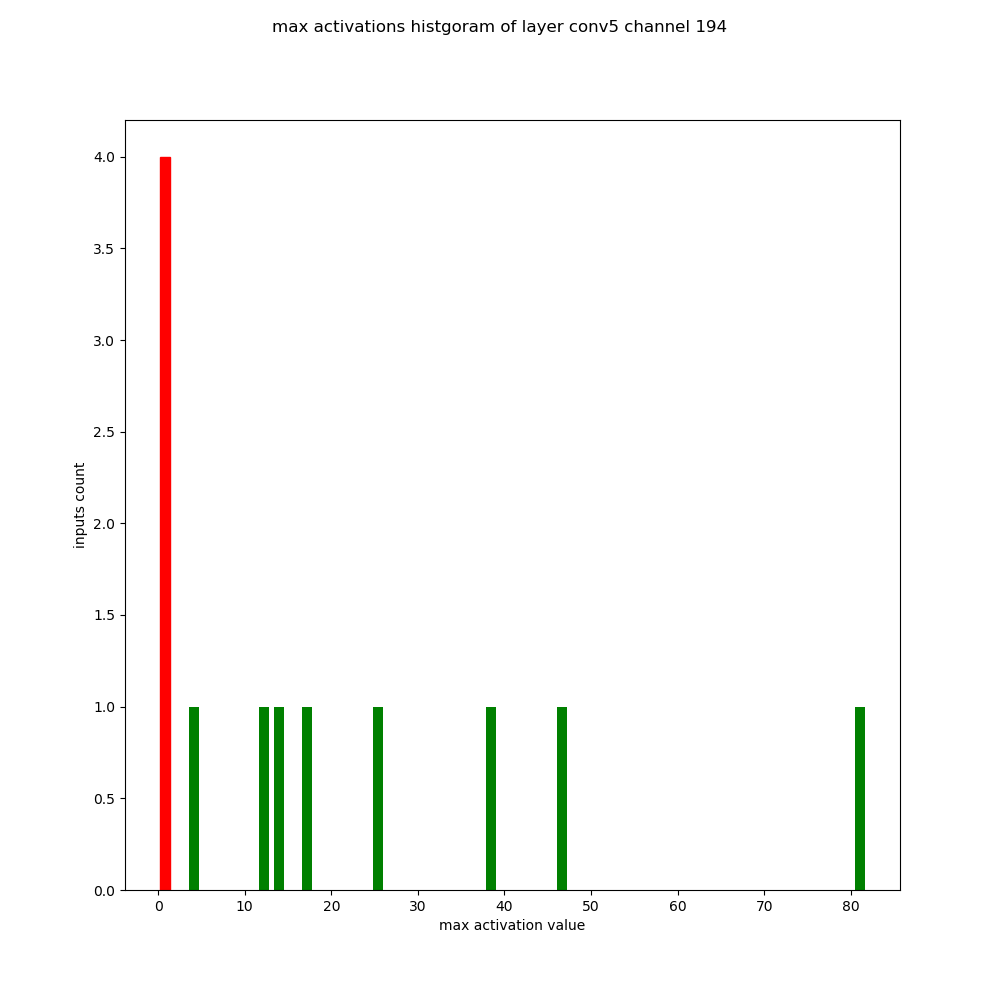 max activations histgoram of layer conv5 channel 194
4.0
3.5
3.0
2.5
2.0
1.5
1.0
0.5
0.0
inputs count
0 10 20 30 40 50 60 70 80
max activation value